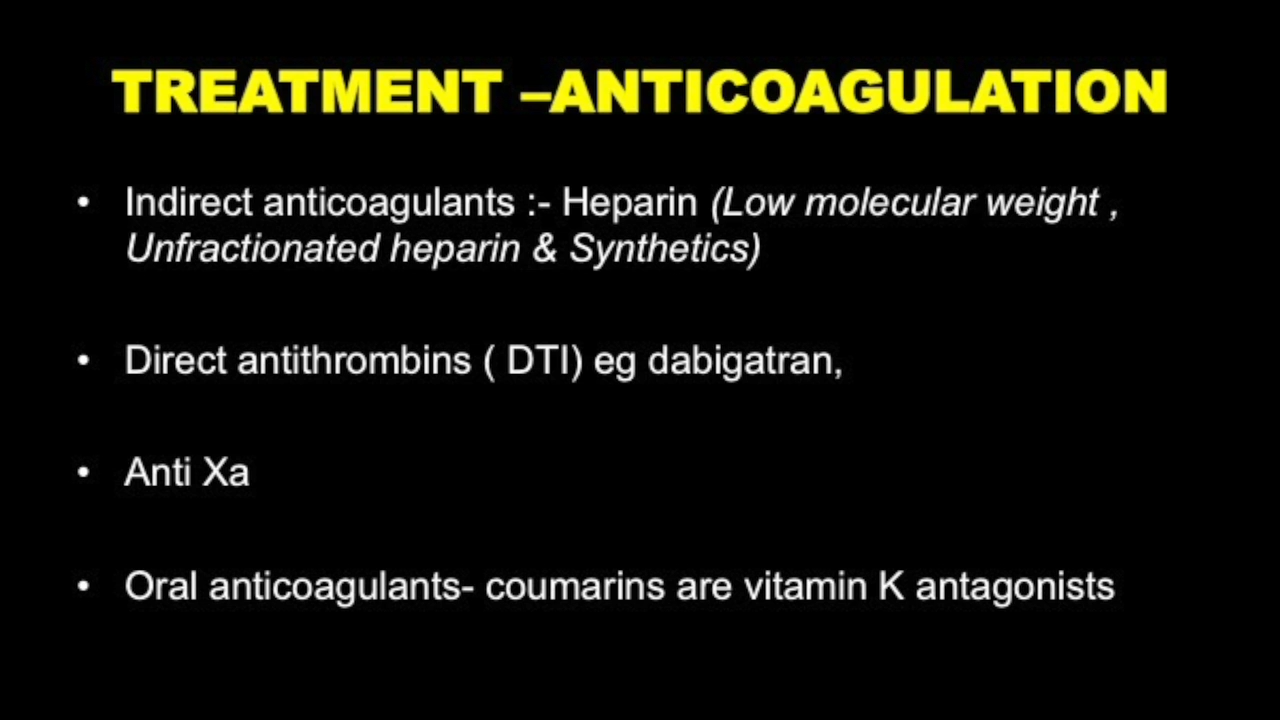 TREATMENT –ANTICOAGULATION
• Indirect anticoagulants :- Heparin (Low molecular weight ,
Unfractionated heparin & Synthetics)
• Direct antithrombins ( DTI) eg dabigatran,
• Anti Xa
• Oral anticoagulants- coumarins are vitamin K antagonists